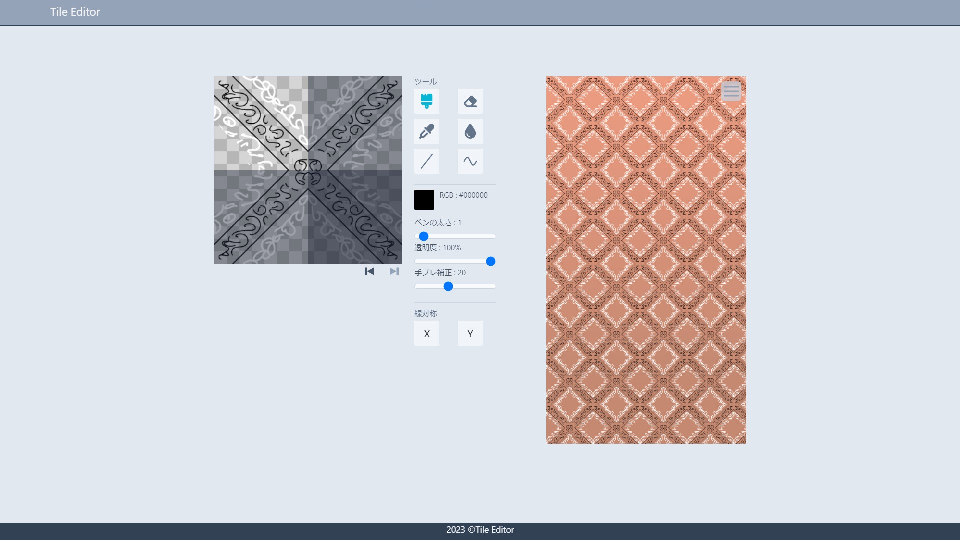 Tile Editor
ツール
RGB : #000000
ペンの太さ : 1
透明度 : 100%
手ブレ補正 : 20
線対称
X
Y
2023 ©Tile Editor